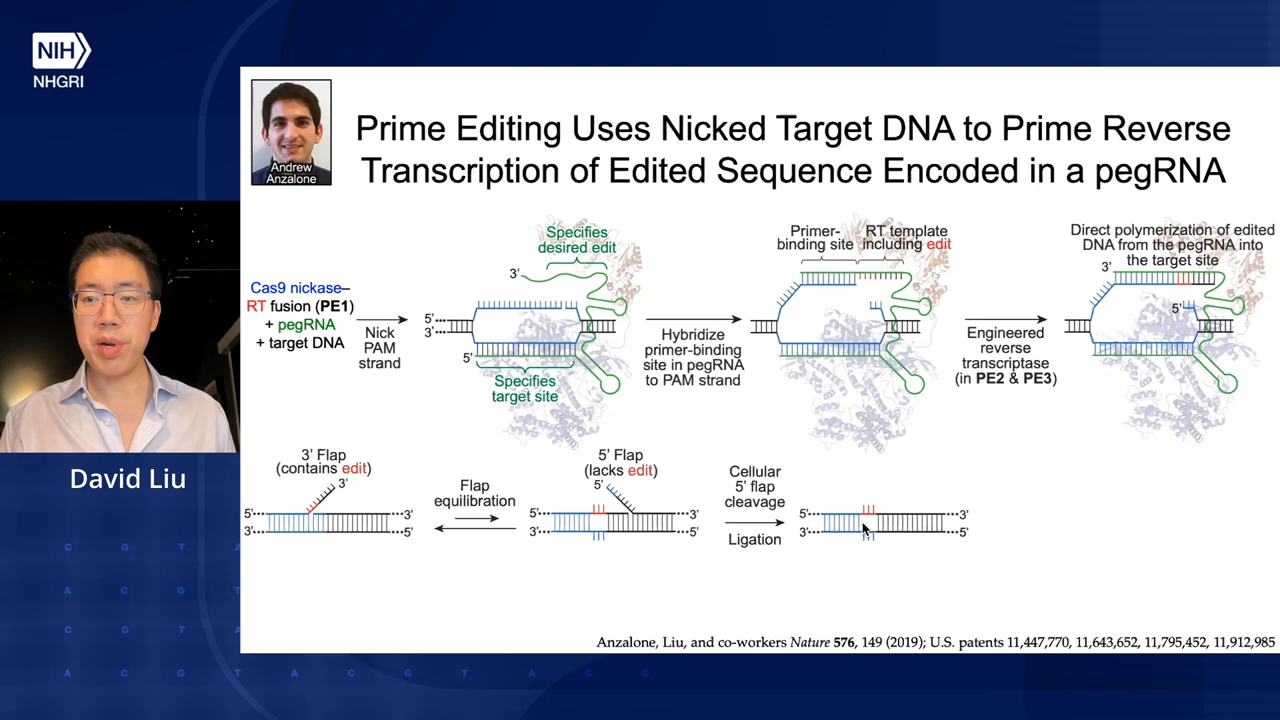 NIH
NHGRI
Andrew
Anzalone
Prime Editing Uses Nicked Target DNA to Prime Reverse
Transcription of Edited Sequence Encoded in a pegRNA
Cas9 nickase–
RT fusion (PE1)
+ pegRNA
+ target DNA
Nick
PAM
strand
Specifies
desired edit
3’
5’
3’
5’
Specifies
target site
Hybridize
primer-binding
site in pegRNA
to PAM strand
Primer-
binding site
RT template
including edit
Engineered
reverse
transcriptase
(in PE2 & PE3)
Direct polymerization of edited
DNA from the pegRNA into
the target site
3’
5’
David Liu
3’ Flap
(contains edit)
3’
5’ 3’
3’ 5’
Flap
equilibration
5’ Flap
(lacks edit)
5’
5’ 3’
3’ 5’
Cellular
5’ flap
cleavage
Ligation
5’ 3’
3’ 5’
C G T A
A C G T
C G T A
A C G T A C G T A C G
Anzalone, Liu, and co-workers Nature 576, 149 (2019); U.S. patents 11,447,770, 11,643,652, 11,795,452, 11,912,985